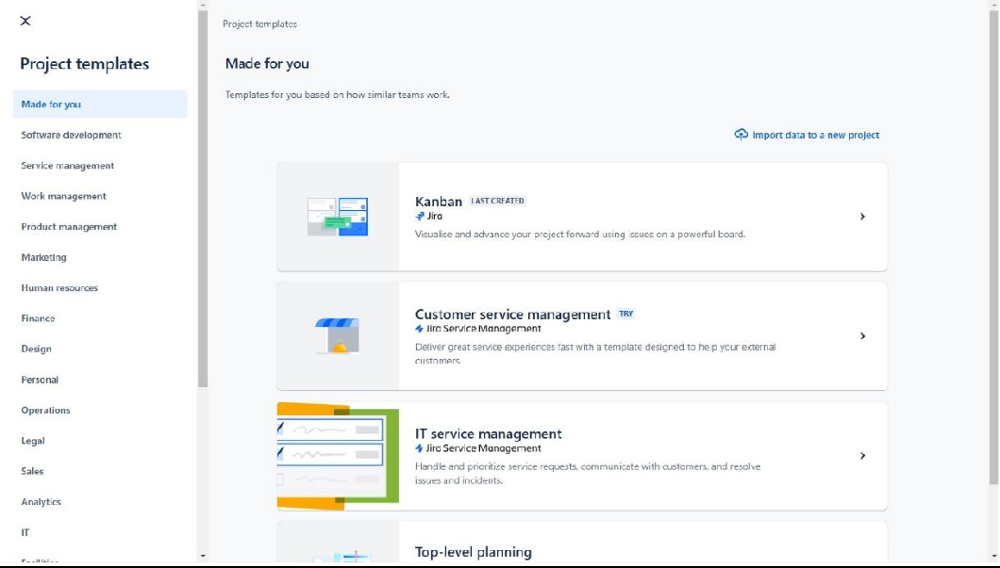 Project templates
Made for you
Software development
Service management
Work management
Product management
Marketing
Human resources
Finance
Design
Personal
Operations
Legal
Sales
Analytics
IT
Facilities
Project templates
Made for you
Templates for you based on how similar teams work.
Import data to a new project
Kanban LAST CREATED
Jira
Visualise and advance your project forward using issues on a powerful board.
Customer service management TRY
Jira Service Management
Deliver great service experiences fast with a template designed to help your external
customers.
IT service management
Jira Service Management
Handle and prioritize service requests, communicate with customers, and resolve
issues and incidents.
Top-level planning